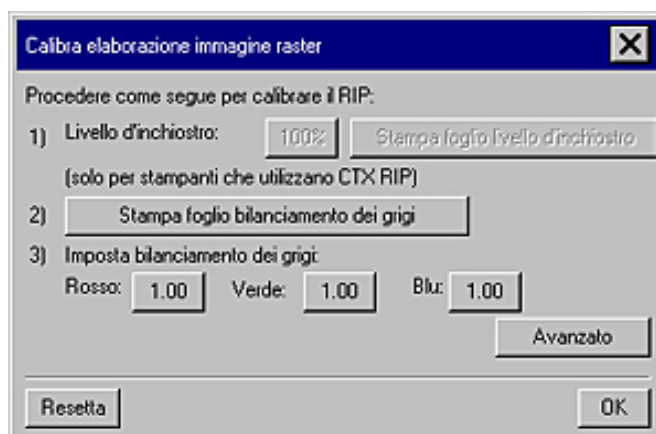 Calibra elaborazione immagine raster
Procedere come segue per calibrare il RIP:
1) Livello d'inchiostro: 100% Stampa foglio livello d'inchiostro
(solo per stampanti che utilizzano CTX RIP)
2) Stampa foglio bilanciamento dei grigi
3) Imposta bilanciamento dei grigi:
Rosso: 1.00 Verde: 1.00 Blu: 1.00
Avanzato
Resetta OK